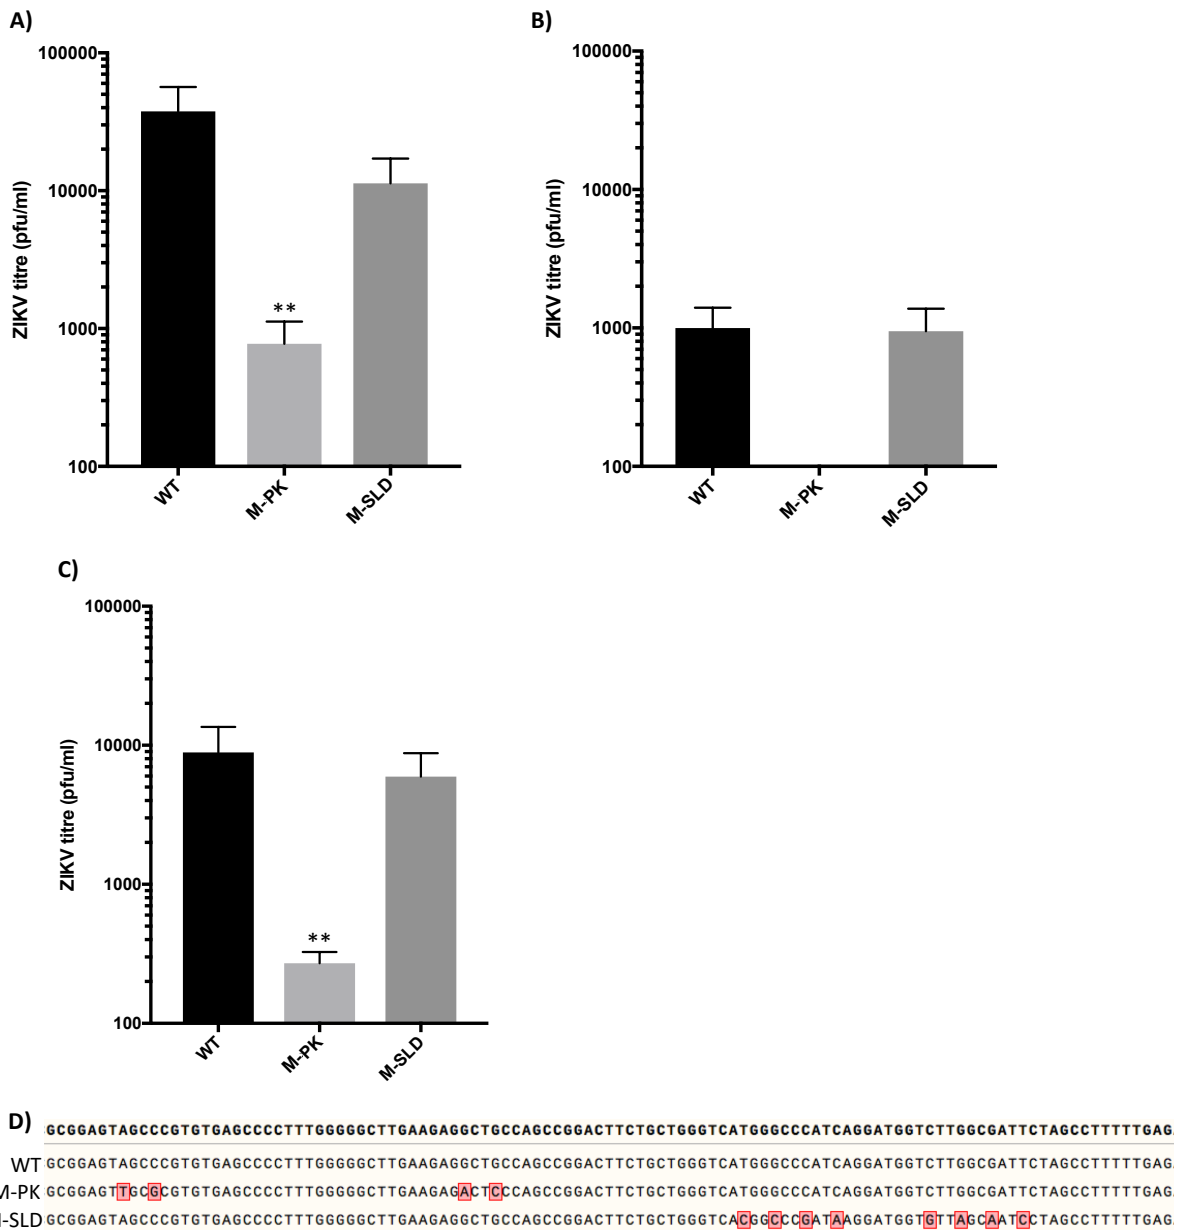 A)
ZIKV titre (pfu/ml)
100000
10000
1000
100
**
WT
M-PK
M-SLD
B)
ZIKV titre (pfu/ml)
100000
10000
1000
100
WT
M-PK
M-SLD
C)
ZIKV titre (pfu/ml)
100000
10000
1000
100
**
WT
M-PK
M-SLD
D)
GCGGAGTAGCCCGTGTGAGCCCCTTTGGGGGCTTGAAGAGGCTGCCAGCCGGACTTCTGCTGGGTCATGGGCCCATCAGGATGGTCTTGGCGATTCTAGCCTTTTTGAG
WT GCGGAGTAGCCCGTGTGAGCCCCTTTGGGGGCTTGAAGAGGCTGCCAGCCGGACTTCTGCTGGGTCATGGGCCCATCAGGATGGTCTTGGCGATTCTAGCCTTTTTGAG
M-PK GCGGAGTTGCGCGTGTGAGCCCCTTTGGGGGCTTGAAGAGACTCCCAGCCGGACTTCTGCTGGGTCATGGGCCCATCAGGATGGTCTTGGCGATTCTAGCCTTTTTGAG
M-SLD GCGGAGTAGCCCGTGTGAGCCCCTTTGGGGGCTTGAAGAGGCTGCCAGCCGGACTTCTGCTGGGTCACGGCCCGATAAGGATGGTGTTAGCAATCCTAGCCTTTTTGAG